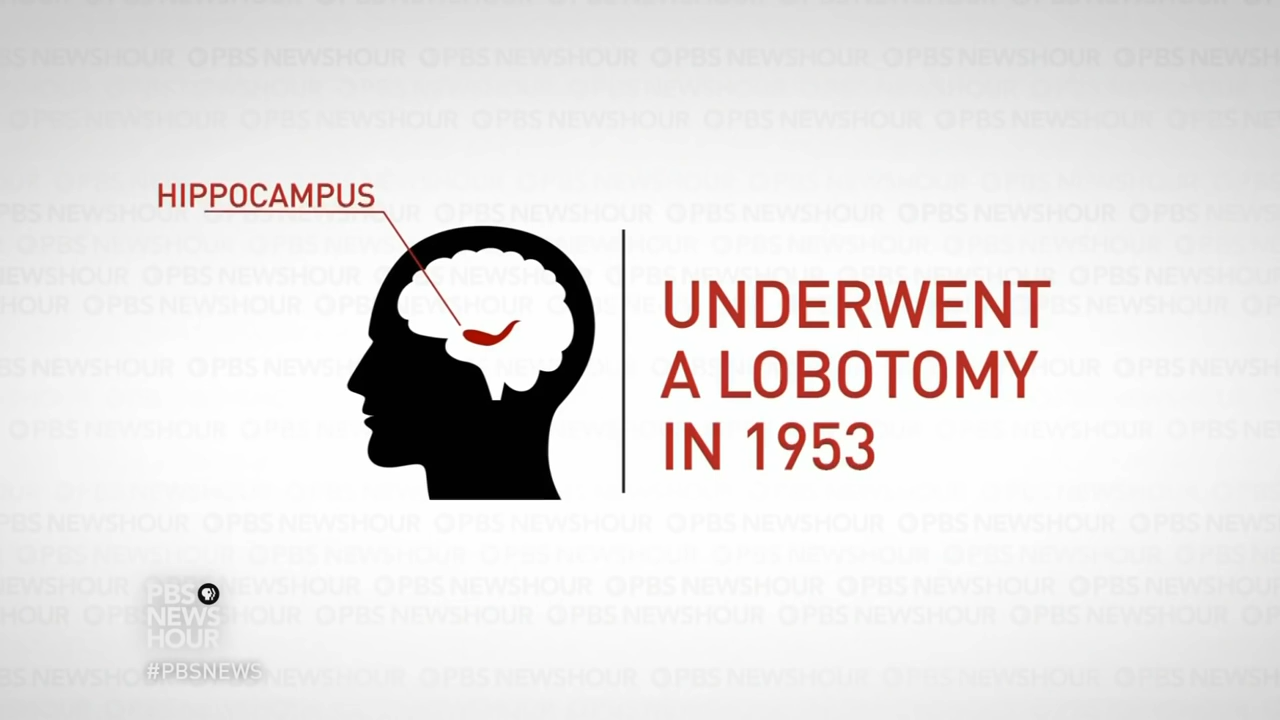 HIPPOCAMPUS
UNDERWENT
A LOBOTOMY
IN 1953
PBS
NEWS
HOUR
#PBSNEWS